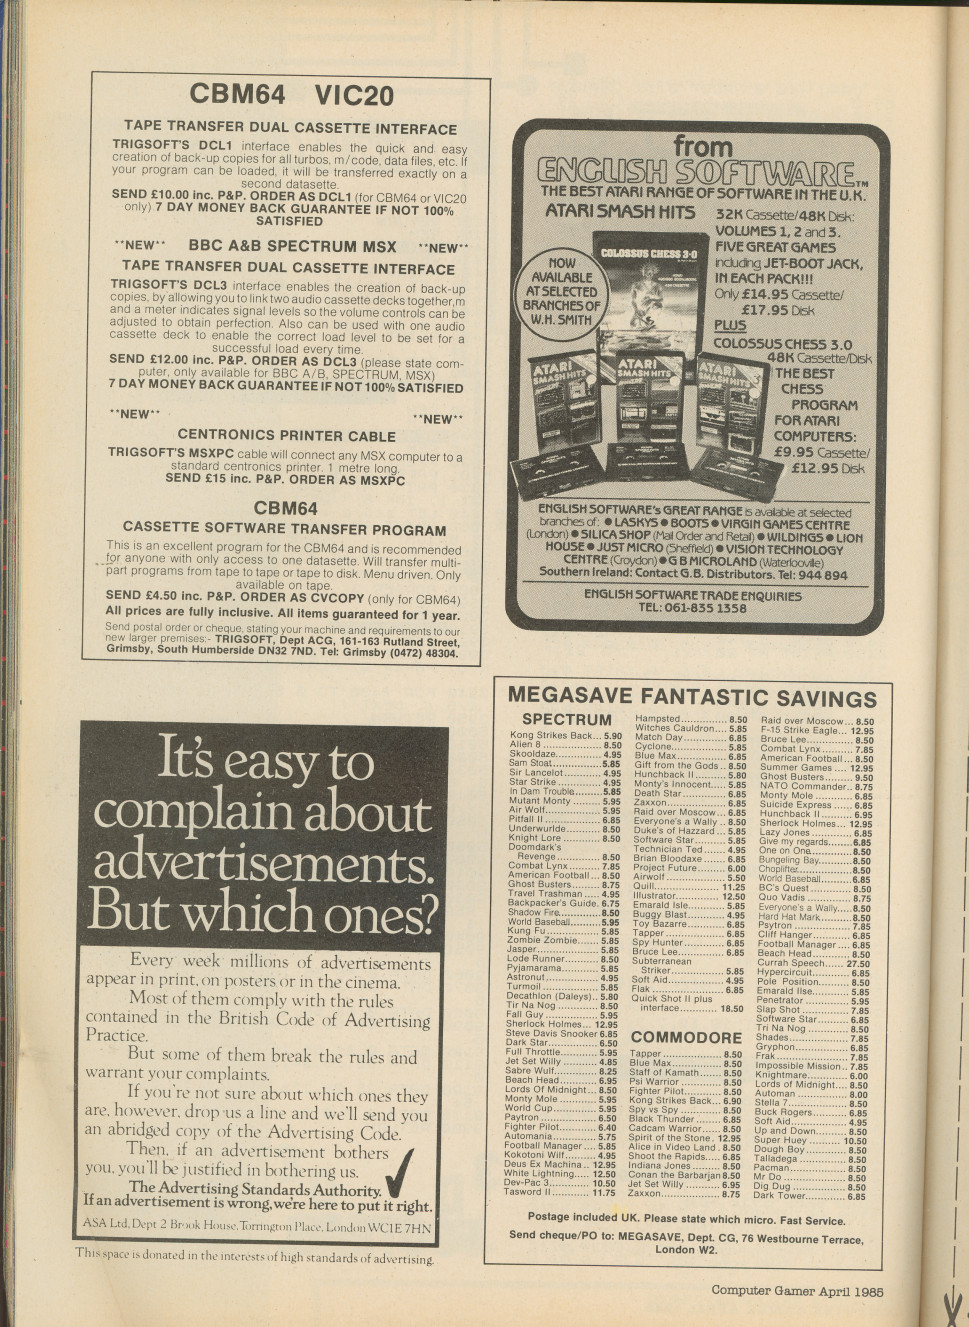 CBM64 VIC20
TAPE TRANSFER DUAL CASSETTE INTERFACE
TRIGSOFT'S DCL1 interface enables the quick and easy
creation of back-up copies for all turbos, m/code, data files, etc. If
your program can be loaded, it will be transferred exactly on a
second datasette.
SEND £10.00 inc. P&P. ORDER AS DCL1 (for CBM64 or VIC20
only) 7 DAY MONEY BACK GUARANTEE IF NOT 100%
SATISFIED
**NEW** BBC A&B SPECTRUM MSX **NEW**
TAPE TRANSFER DUAL CASSETTE INTERFACE
TRIGSOFT'S DCL3 interface enables the creation of back-up
copies, by allowing you to link two audio cassette decks together,m
and a meter indicates signal levels so the volume controls can be
adjusted to obtain perfection. Also can be used with one audio
cassette deck to enable the correct load level to be set for a
successful load every time.
SEND £12.00 inc. P&P. ORDER AS DCL3 (please state com-
puter, only available for BBC A/B, SPECTRUM, MSX)
7 DAY MONEY BACK GUARANTEE IF NOT 100% SATISFIED
**NEW** **NEW**
CENTRONICS PRINTER CABLE
TRIGSOFT'S MSXPC cable will connect any MSX computer to a
standard centronics printer. 1 metre long.
SEND £15 inc. P&P. ORDER AS MSXPC
CBM64
CASSETTE SOFTWARE TRANSFER PROGRAM
This is an excellent program for the CBM64 and is recommended
for anyone with only access to one datasette. Will transfer multi-
part programs from tape to tape or tape to disk. Menu driven. Only
available on tape.
SEND £4.50 inc. P&P. ORDER AS CVCOPY (only for CBM64)
All prices are fully inclusive. All items guaranteed for 1 year.
Send postal order or cheque, stating your machine and requirements to our
new larger premises:- TRIGSOFT, Dept ACG, 161-163 Rutland Street,
Grimsby, South Humberside DN32 7ND. Tel: Grimsby (0472) 48304.
from
ENGLISH SOFTWARE TM
THE BEST ATARI RANGE OF SOFTWARE IN THE U.K.
ATARI SMASH HITS
32K Cassette/48K Disk:
VOLUMES 1, 2 and 3.
FIVE GREAT GAMES
including JET-BOOT JACK,
IN EACH PACK!!!
Only £14.95 Cassette/
£17.95 Disk
PLUS
COLOSSUS CHESS 3.0
48K Cassette/Disk
THE BEST
CHESS
PROGRAM
FOR ATARI
COMPUTERS:
£9.95 Cassette/
£12.95 Disk
NOW
AVAILABLE
AT SELECTED
BRANCHES OF
W.H. SMITH
COLOSSUS CHESS 3·0
ATARI
SMASH HITS
ATARI
SMASH HITS
ATARI
SMASH HITS
ENGLISH SOFTWARE'S GREAT RANGE is available at selected
branches of: ● LASKYS ● BOOTS ● VIRGIN GAMES CENTRE
(London) ● SILICA SHOP (Mail Order and Retail) ● WILDINGS ● LION
HOUSE ● JUST MICRO (Sheffield) ● VISION TECHNOLOGY
CENTRE (Croydon) ● G B MICROLAND (Waterlooville)
Southern Ireland: Contact G.B. Distributors. Tel: 944 894
ENGLISH SOFTWARE TRADE ENQUIRIES
TEL: 061-835 1358
It's easy to
complain about
advertisements.
But which ones?
Every week millions of advertisements
appear in print, on posters or in the cinema.
Most of them comply with the rules
contained in the British Code of Advertising
Practice.
But some of them break the rules and
warrant your complaints.
If you're not sure about which ones they
are, however, drop us a line and we'll send you
an abridged copy of the Advertising Code.
Then, if an advertisement bothers
you, you'll be justified in bothering us.
The Advertising Standards Authority.
If an advertisement is wrong, we're here to put it right.
ASA Ltd, Dept 2 Brook House, Torrington Place, London WC1E 7HN
This space is donated in the interests of high standards of advertising.
MEGASAVE FANTASTIC SAVINGS
SPECTRUM
Kong Strikes Back... 5.90
Alien 8 ... 8.50
Skooldaze... 4.95
Sam Stoat... 5.85
Sir Lancelot... 4.95
Star Strike ... 4.95
In Dam Trouble... 5.85
Mutant Monty ... 5.95
Air Wolf... 5.95
Pitfall II ... 6.85
Underwurlde... 8.50
Knight Lore ... 8.50
Doomdark's
Revenge ... 8.50
Combat Lynx... 7.85
American Football... 8.50
Ghost Busters... 8.75
Travel Trashman ... 4.95
Backpacker's Guide. 6.75
Shadow Fire... 8.50
World Baseball... 5.95
Kung Fu... 5.85
Zombie Zombie... 5.85
Jasper... 5.85
Lode Runner... 8.50
Pyjamarama... 5.85
Astronut... 4.95
Turmoil ... 5.85
Decathlon (Daleys).. 5.80
Tir Na Nog ... 8.50
Fall Guy ... 5.95
Sherlock Holmes... 12.95
Steve Davis Snooker 6.85
Dark Star... 6.50
Full Throttle... 5.95
Jet Set Willy ... 4.85
Sabre Wulf... 8.25
Beach Head... 6.95
Lords Of Midnight... 8.50
Monty Mole ... 5.95
World Cup... 5.95
Paytron ... 6.50
Fighter Pilot... 6.40
Automania... 5.75
Football Manager ... 5.85
Kokotoni Wilf... 4.95
Deus Ex Machina.. 12.95
White Lightning... 12.50
Dev-Pac 3... 10.50
Tasword II ... 11.75
Hampsted... 8.50
Witches Cauldron... 5.85
Match Day... 6.85
Cyclone... 5.85
Blue Max... 6.85
Gift from the Gods .. 8.50
Hunchback II ... 5.80
Monty's Innocent... 5.85
Death Star... 6.85
Zaxxon... 6.85
Raid over Moscow... 6.85
Everyone's a Wally .. 8.50
Duke's of Hazzard... 5.85
Software Star... 5.85
Technician Ted ... 4.95
Brian Bloodaxe ... 6.85
Project Future... 6.00
Airwolf ... 5.50
Quill... 11.25
Illustrator... 12.50
Emarald Isle... 5.85
Buggy Blast... 4.95
Toy Bazarre... 6.85
Tapper... 6.85
Spy Hunter ... 6.85
Bruce Lee... 6.85
Subterranean
Striker... 5.85
Soft Aid... 4.95
Flak ... 6.85
Quick Shot II plus
interface... 18.50
COMMODORE
Tapper ... 8.50
Blue Max... 8.50
Staff of Kamath ... 8.50
Psi Warrior ... 8.50
Fighter Pilot... 8.50
Kong Strikes Back... 6.90
Spy vs Spy ... 8.50
Black Thunder ... 6.85
Cadcam Warrior... 8.50
Spirit of the Stone. 12.95
Alice in Video Land . 8.50
Shoot the Rapids... 6.85
Indiana Jones ... 8.50
Conan the Barbarjan 8.50
Jet Set Willy ... 6.95
Zaxxon... 8.75
Raid over Moscow... 8.50
F-15 Strike Eagle... 12.95
Bruce Lee... 8.50
Combat Lynx ... 7.85
American Football... 8.50
Summer Games ... 12.95
Ghost Busters ... 9.50
NATO Commander.. 8.75
Monty Mole ... 6.85
Suicide Express ... 6.85
Hunchback II ... 6.95
Sherlock Holmes... 12.95
Lazy Jones ... 6.85
Give my regards... 6.85
One on One... 8.50
Bungeling Bay... 8.50
Choplifter... 8.50
World Baseball... 6.85
BC's Quest ... 8.50
Quo Vadis ... 8.75
Everyone's a Wally... 8.50
Hard Hat Mark... 8.50
Psytron ... 7.85
Cliff Hanger... 6.85
Football Manager ... 6.85
Beach Head... 8.50
Currah Speech... 27.50
Hypercircuit... 6.85
Pole Position... 8.50
Emarald Ilse... 5.85
Penetrator ... 5.95
Slap Shot ... 7.85
Software Star... 6.85
Tri Na Nog ... 8.50
Shades... 7.85
Gryphon... 6.85
Frak... 7.85
Impossible Mission.. 7.85
Knightmare... 6.00
Lords of Midnight... 8.50
Automan ... 8.00
Stella 7... 8.50
Buck Rogers... 6.85
Soft Aid... 4.95
Up and Down... 8.50
Super Huey ... 10.50
Dough Boy... 8.50
Talladega ... 8.50
Pacman... 8.50
Mr Do ... 8.50
Dig Dug ... 8.50
Dark Tower... 6.85
Postage included UK. Please state which micro. Fast Service.
Send cheque/PO to: MEGASAVE, Dept. CG, 76 Westbourne Terrace,
London W2.
Computer Gamer April 1985